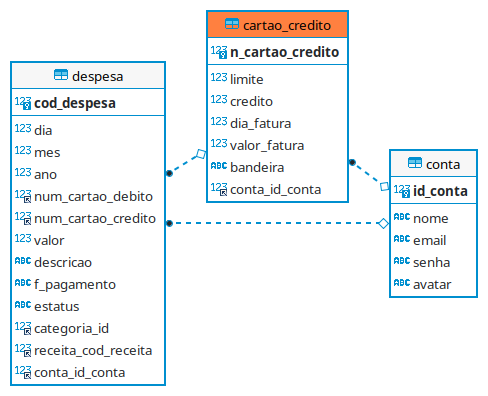 cartao_credito
123 n_cartao_credito
123 limite
123 credito
123 dia_fatura
123 valor_fatura
ABC bandeira
123 conta_id_conta
despesa
123 cod_despesa
123 dia
123 mes
123 ano
123 num_cartao_debito
123 num_cartao_credito
123 valor
ABC descricao
ABC f_pagamento
ABC estatus
123 categoria_id
123 receita_cod_receita
123 conta_id_conta
conta
123 id_conta
ABC nome
ABC email
ABC senha
ABC avatar